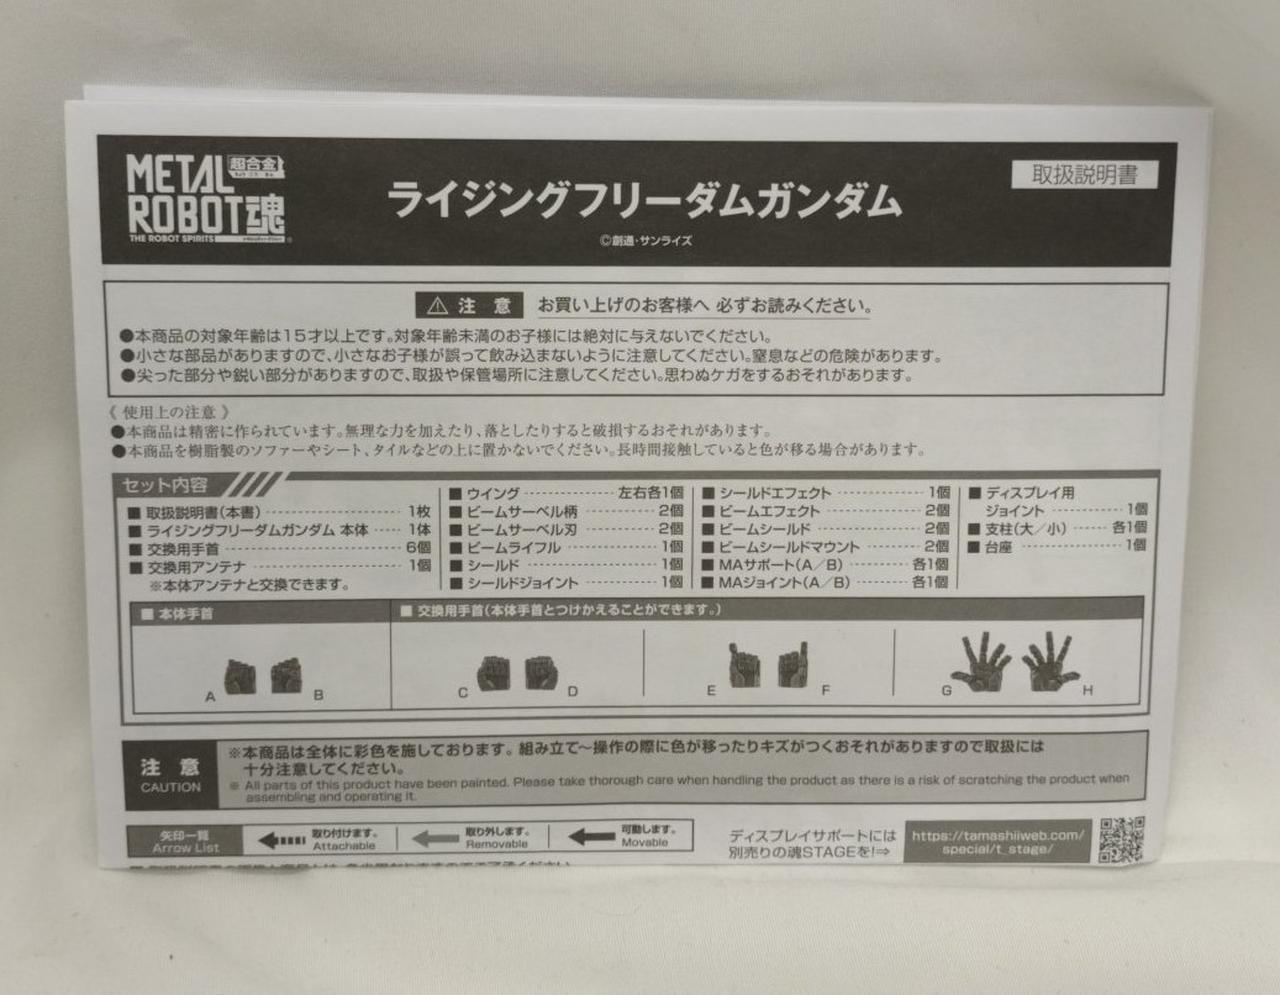 METAL 超合金
ROBOT魂
THE ROBOT SPIRITS
ライジングフリーダムガンダム
©創通・サンライズ
取扱説明書
⚠ 注 意 お買い上げのお客様へ 必ずお読みください。
●本商品の対象年齢は15才以上です。対象年齢未満のお子様には絶対に与えないでください。
●小さな部品がありますので、小さなお子様が誤って飲み込まないように注意してください。窒息などの危険があります。
●尖った部分や鋭い部分がありますので、取扱や保管場所に注意してください。思わぬケガをするおそれがあります。
《 使用上の注意 》
●本商品は精密に作られています。無理な力を加えたり、落としたりすると破損するおそれがあります。
●本商品を樹脂製のソファーやシート、タイルなどの上に置かないでください。長時間接触していると色が移る場合があります。
セット内容
■ 取扱説明書(本書) 1枚
■ ライジングフリーダムガンダム 本体 1体
■ 交換用手首 6個
■ 交換用アンテナ 1個
※本体アンテナと交換できます。
■ ウイング 左右各1個
■ ビームサーベル柄 2個
■ ビームサーベル刃 2個
■ ビームライフル 1個
■ シールド 1個
■ シールドジョイント 1個
■ シールドエフェクト 1個
■ ビームエフェクト 2個
■ ビームシールド 2個
■ ビームシールドマウント 2個
■ MAサポート(A/B) 各1個
■ MAジョイント(A/B) 各1個
■ ディスプレイ用
ジョイント 1個
■ 支柱(大/小) 各1個
■ 台座 1個
■ 本体手首
■ 交換用手首(本体手首とつけかえることができます。)
A B C D E F G H
注 意
CAUTION
※本商品は全体に彩色を施しております。組み立て〜操作の際に色が移ったりキズがつくおそれがありますので取扱には
十分注意してください。
※ All parts of this product have been painted. Please take thorough care when handling the product as there is a risk of scratching the product when
assembling and operating it.
矢印一覧
Arrow List
取り付けます。
Attachable
取り外します。
Removable
可動します。
Movable
ディスプレイサポートには
別売りの魂STAGEを!⇒
https://tamashiiweb.com/
special/t_stage/